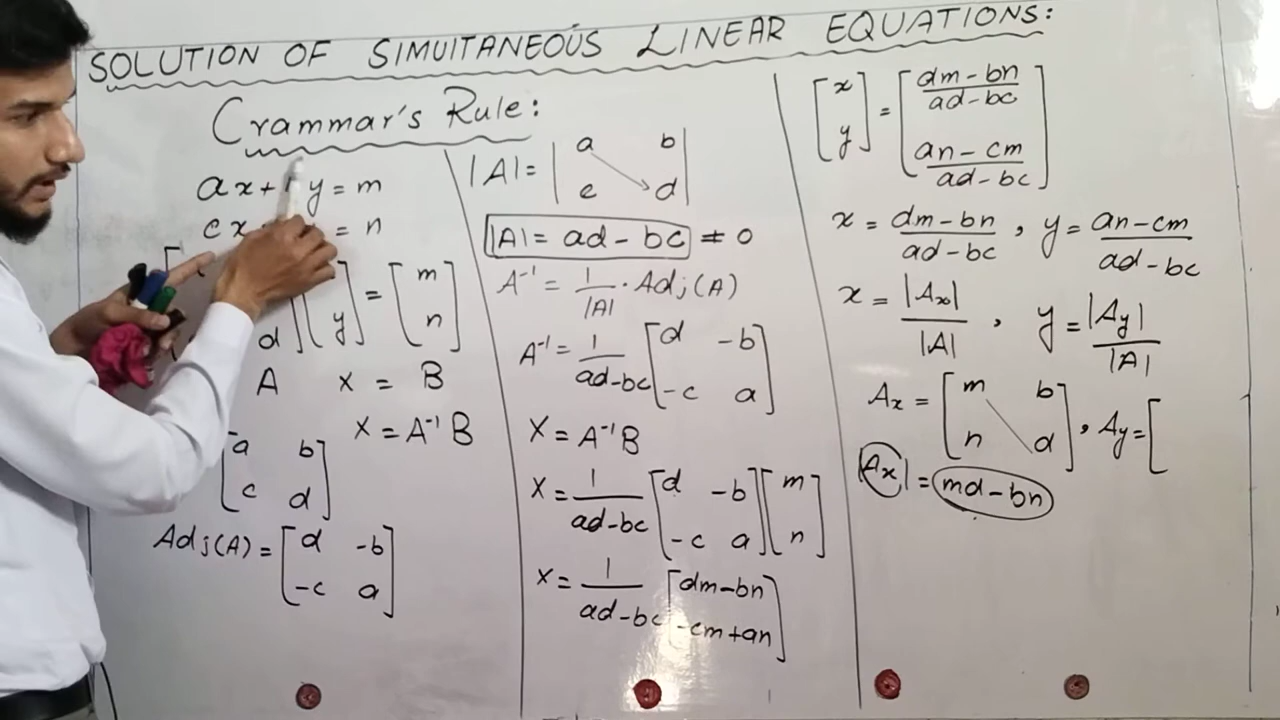 SOLUTION OF SIMUITANEOUS LINEAR EQUATIONS:
Crammar's Rule:
ax+ y = m
cx = n
y] = [m
n]
d]
A x = B
x = A⁻¹ B
[a b
c d]
Adj(A) = [d -b
-c a]
|A| = |a b
c d|
|A| = ad - bc ≠ 0
A⁻¹ = 1/|A| · Adj(A)
A⁻¹ = 1/ad-bc [d -b
-c a]
X = A⁻¹ B
X = 1/ad-bc [d -b] [m
-c a] n]
X = 1/ad-bc [dm-bn
-cm+an]
[x = [dm-bn/ad-bc
y] an-cm/ad-bc]
x = dm-bn/ad-bc , y = an-cm/ad-bc
x = |Ax|/|A| , y = |Ay|/|A|
Ax = [m b , Ay = [
n d]
|Ax| = md-bn